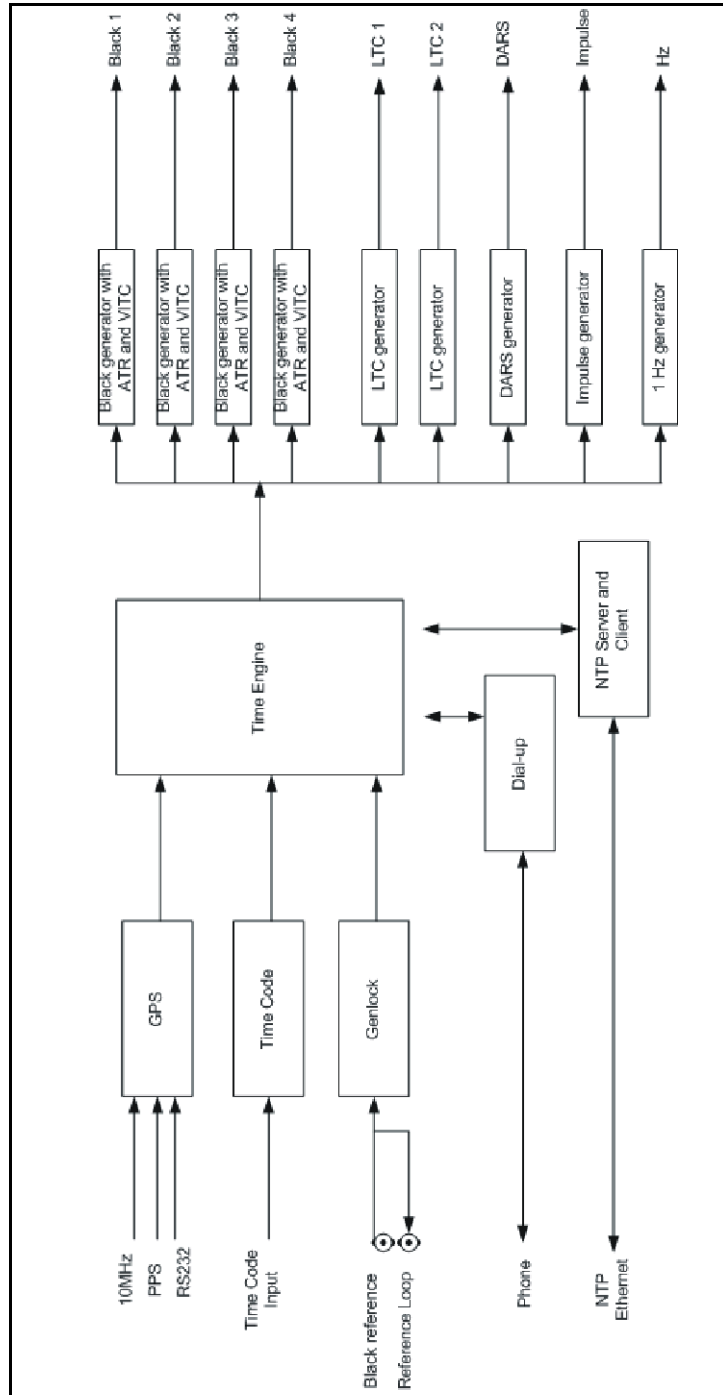 10MHz
PPS
RS232
Time Code
Input
Black reference
Reference Loop
Phone
NTP
Ethernet
GPS
Time Code
Genlock
Dial-up
NTP Server and
Client
Time Engine
Black generator with
ATR and VITC
Black generator with
ATR and VITC
Black generator with
ATR and VITC
Black generator with
ATR and VITC
LTC generator
LTC generator
DARS generator
Impulse generator
1 Hz generator
Black 1
Black 2
Black 3
Black 4
LTC 1
LTC 2
DARS
Impulse
Hz